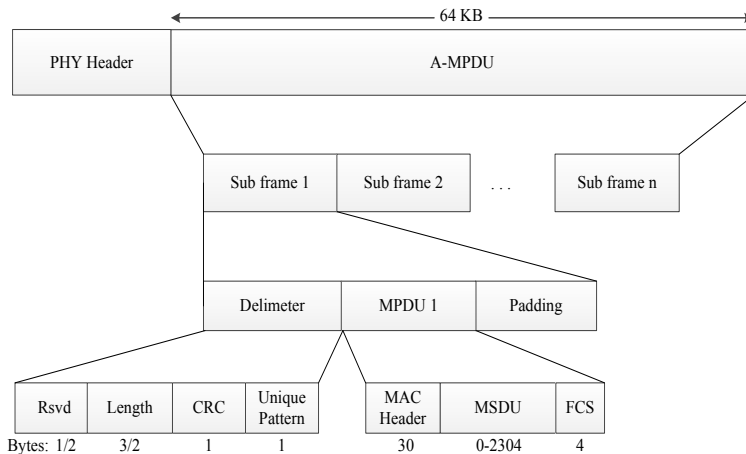 64 KB
PHY Header
A-MPDU
Sub frame 1
Sub frame 2
. . .
Sub frame n
Delimeter
MPDU 1
Padding
Rsvd
Length
CRC
Unique
Pattern
MAC
Header
MSDU
FCS
Bytes: 1/2
3/2
1
1
30
0-2304
4